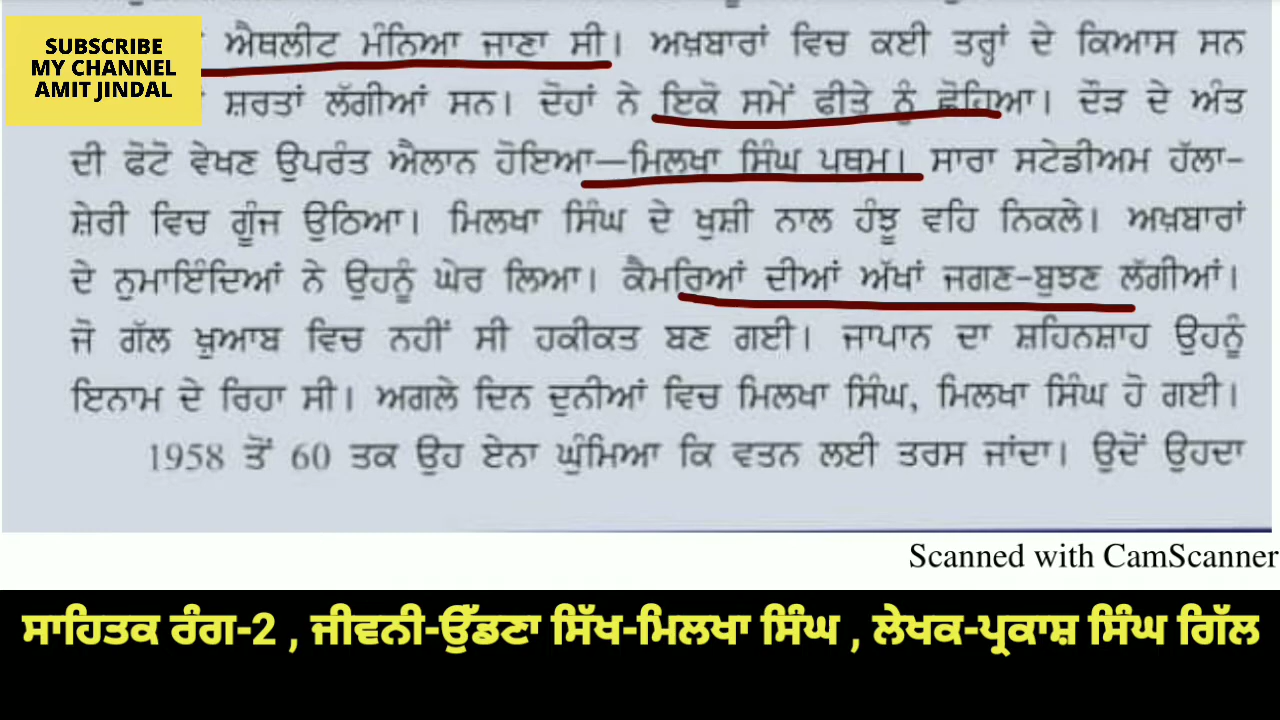 SUBSCRIBE
MY CHANNEL
AMIT JINDAL
ਐਥਲੀਟ ਮੰਨਿਆ ਜਾਣਾ ਸੀ। ਅਖ਼ਬਾਰਾਂ ਵਿਚ ਕਈ ਤਰ੍ਹਾਂ ਦੇ ਕਿਆਸ ਸਨ
ਸ਼ਰਤਾਂ ਲੱਗੀਆਂ ਸਨ। ਦੋਹਾਂ ਨੇ ਇਕੋ ਸਮੇਂ ਫੀਤੇ ਨੂੰ ਛੋਹਿਆ। ਦੌੜ ਦੇ ਅੰਤ
ਦੀ ਫੋਟੋ ਵੇਖਣ ਉਪਰੰਤ ਐਲਾਨ ਹੋਇਆ—ਮਿਲਖਾ ਸਿੰਘ ਪਥਮ। ਸਾਰਾ ਸਟੇਡੀਅਮ ਹੱਲਾ-
ਸ਼ੇਰੀ ਵਿਚ ਗੂੰਜ ਉਠਿਆ। ਮਿਲਖਾ ਸਿੰਘ ਦੇ ਖੁਸ਼ੀ ਨਾਲ ਹੰਝੂ ਵਹਿ ਨਿਕਲੇ। ਅਖ਼ਬਾਰਾਂ
ਦੇ ਨੁਮਾਇੰਦਿਆਂ ਨੇ ਉਹਨੂੰ ਘੇਰ ਲਿਆ। ਕੈਮਰਿਆਂ ਦੀਆਂ ਅੱਖਾਂ ਜਗਣ-ਬੁਝਣ ਲੱਗੀਆਂ।
ਜੋ ਗੱਲ ਖ਼ੁਆਬ ਵਿਚ ਨਹੀਂ ਸੀ ਹਕੀਕਤ ਬਣ ਗਈ। ਜਾਪਾਨ ਦਾ ਸ਼ਹਿਨਸ਼ਾਹ ਉਹਨੂੰ
ਇਨਾਮ ਦੇ ਰਿਹਾ ਸੀ। ਅਗਲੇ ਦਿਨ ਦੁਨੀਆਂ ਵਿਚ ਮਿਲਖਾ ਸਿੰਘ, ਮਿਲਖਾ ਸਿੰਘ ਹੋ ਗਈ।
1958 ਤੋਂ 60 ਤਕ ਉਹ ਏਨਾ ਘੁੰਮਿਆ ਕਿ ਵਤਨ ਲਈ ਤਰਸ ਜਾਂਦਾ। ਉਦੋਂ ਉਹਦਾ
Scanned with CamScanner
ਸਾਹਿਤਕ ਰੰਗ-2 , ਜੀਵਨੀ-ਉੱਡਣਾ ਸਿੱਖ-ਮਿਲਖਾ ਸਿੰਘ , ਲੇਖਕ-ਪ੍ਰਕਾਸ਼ ਸਿੰਘ ਗਿੱਲ